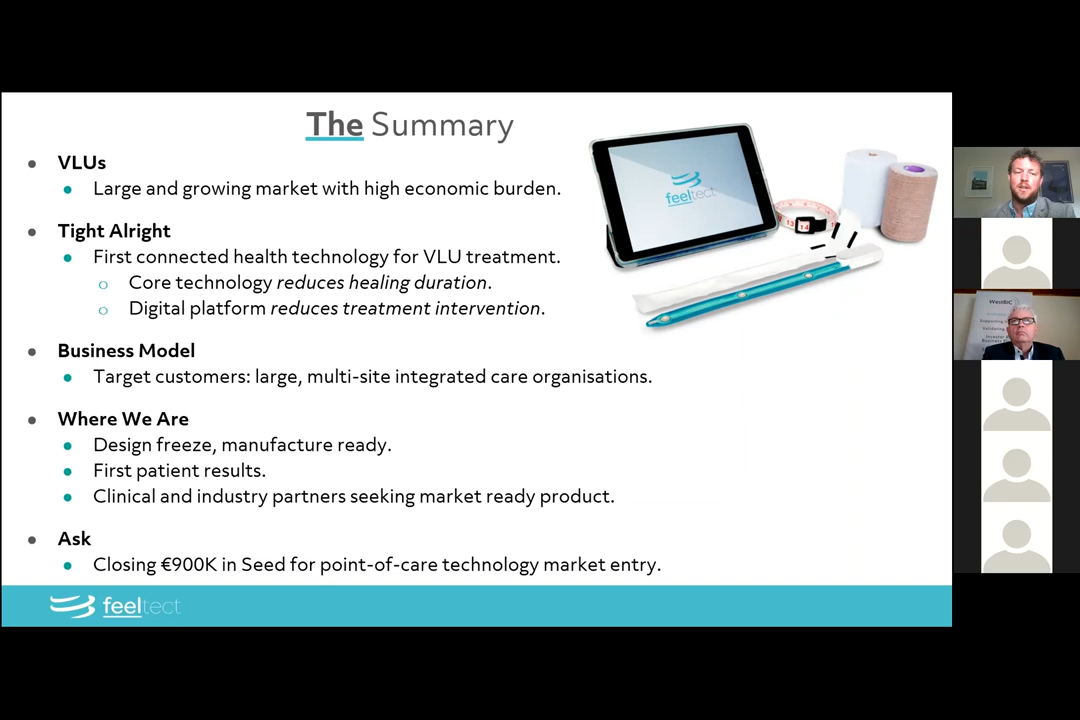 The Summary
VLUs
Large and growing market with high economic burden.
Tight Alright
First connected health technology for VLU treatment.
Core technology reduces healing duration.
Digital platform reduces treatment intervention.
Business Model
Target customers: large, multi-site integrated care organisations.
Where We Are
Design freeze, manufacture ready.
First patient results.
Clinical and industry partners seeking market ready product.
Ask
Closing €900K in Seed for point-of-care technology market entry.
feeltect
feeltect
WestBIC